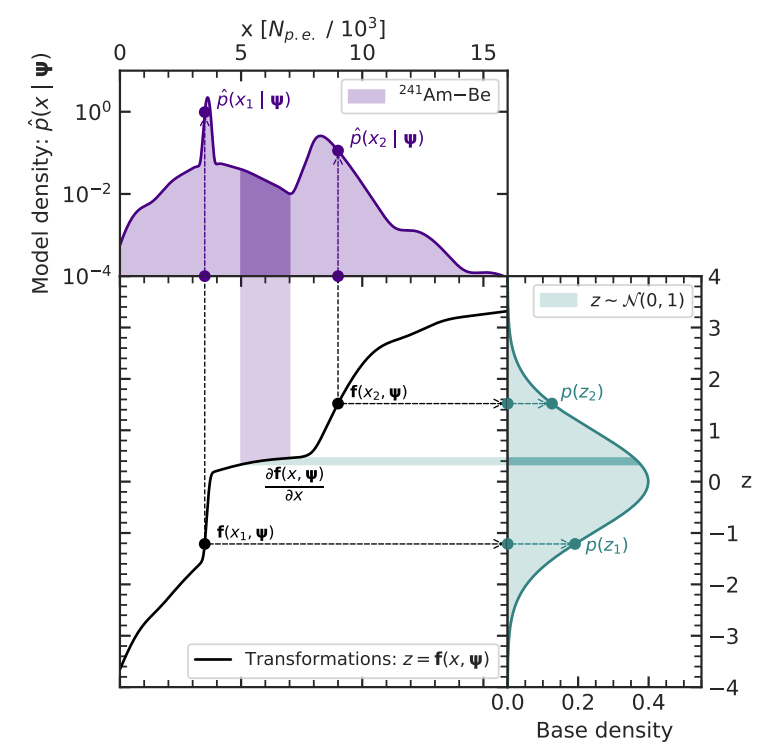 x [N_{p.e.} / 10^3]
0 5 10 15
Model density: p̂(x | ψ)
10^0
10^{−2}
10^{−4}
p̂(x_1 | ψ)
p̂(x_2 | ψ)
^{241}Am−Be
z ∼ 𝒩(0, 1)
4
3
2
1
0
−1
−2
−3
−4
z
f(x_2, ψ)
p(z_2)
∂f(x, ψ)
∂x
f(x_1, ψ)
p(z_1)
Transformations: z = f(x, ψ)
0.0 0.2 0.4
Base density